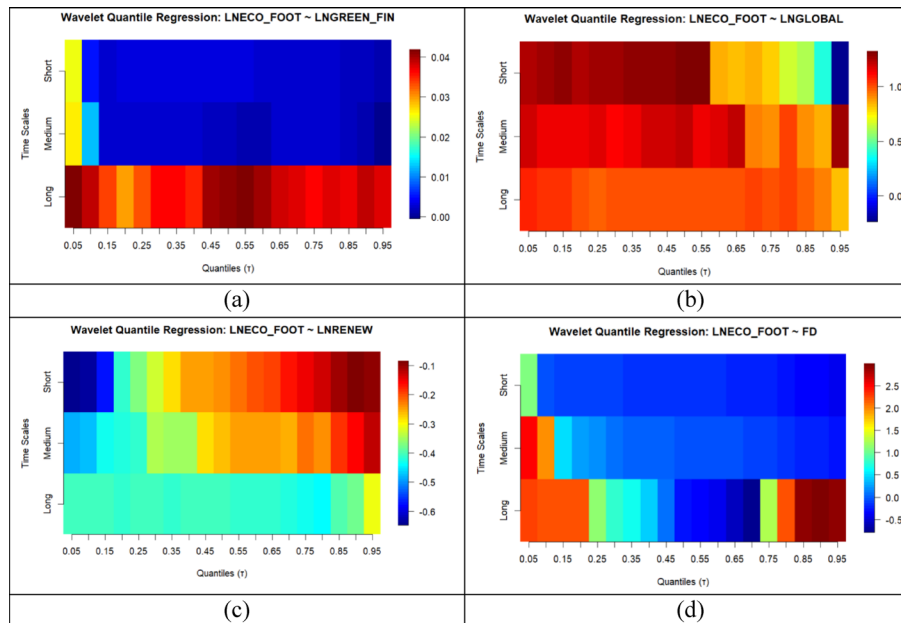 Wavelet Quantile Regression: LNECO_FOOT ~ LNGREEN_FIN
Short
Medium
Long
Time Scales
0.05 0.15 0.25 0.35 0.45 0.55 0.65 0.75 0.85 0.95
Quantiles (τ)
0.04
0.03
0.02
0.01
0.00
(a)
Wavelet Quantile Regression: LNECO_FOOT ~ LNGLOBAL
Short
Medium
Long
Time Scales
0.05 0.15 0.25 0.35 0.45 0.55 0.65 0.75 0.85 0.95
Quantiles (τ)
1.0
0.5
0.0
(b)
Wavelet Quantile Regression: LNECO_FOOT ~ LNRENEW
Short
Medium
Long
Time Scales
0.05 0.15 0.25 0.35 0.45 0.55 0.65 0.75 0.85 0.95
Quantiles (τ)
-0.1
-0.2
-0.3
-0.4
-0.5
-0.6
(c)
Wavelet Quantile Regression: LNECO_FOOT ~ FD
Short
Medium
Long
Time Scales
0.05 0.15 0.25 0.35 0.45 0.55 0.65 0.75 0.85 0.95
Quantiles (τ)
2.5
2.0
1.5
1.0
0.5
0.0
-0.5
(d)